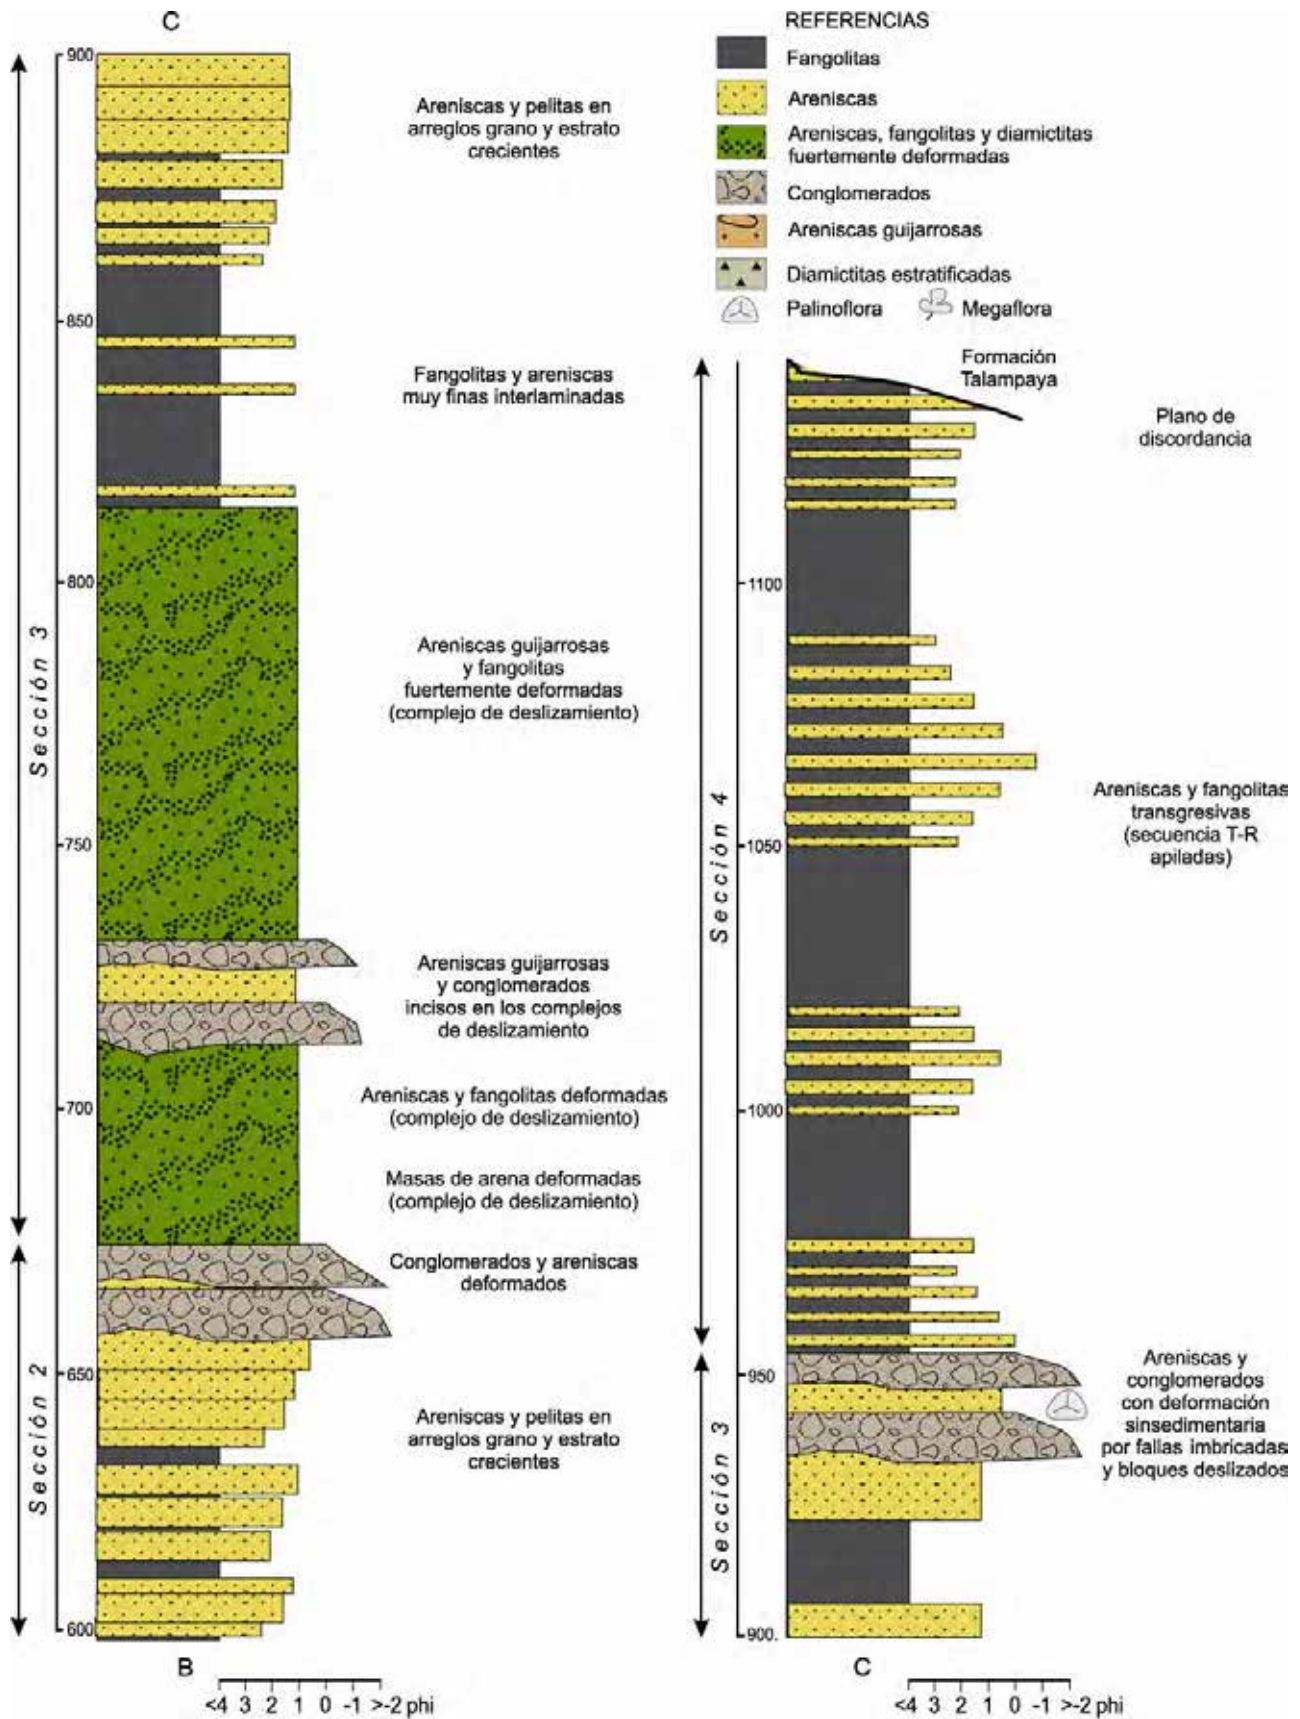 C
900
850
800
750
700
650
600
Sección 3
Sección 2
Areniscas y pelitas en
arreglos grano y estrato
crecientes
Fangolitas y areniscas
muy finas interlaminadas
Areniscas guijarrosas
y fangolitas
fuertemente deformadas
(complejo de deslizamiento)
Areniscas guijarrosas
y conglomerados
incisos en los complejos
de deslizamiento
Areniscas y fangolitas deformadas
(complejo de deslizamiento)
Masas de arena deformadas
(complejo de deslizamiento)
Conglomerados y areniscas
deformados
Areniscas y pelitas en
arreglos grano y estrato
crecientes
B
<4 3 2 1 0 -1 >-2 phi
REFERENCIAS
Fangolitas
Areniscas
Areniscas, fangolitas y diamictitas
fuertemente deformadas
Conglomerados
Areniscas guijarrosas
Diamictitas estratificadas
Palinoflora Megaflora
Formación
Talampaya
Plano de
discordancia
1100
1050
1000
950
900.
Sección 4
Sección 3
Areniscas y fangolitas
transgresivas
(secuencia T-R
apiladas)
Areniscas y
conglomerados
con deformación
sinsedimentaria
por fallas imbricadas
y bloques deslizados
C
<4 3 2 1 0 -1 >-2 phi